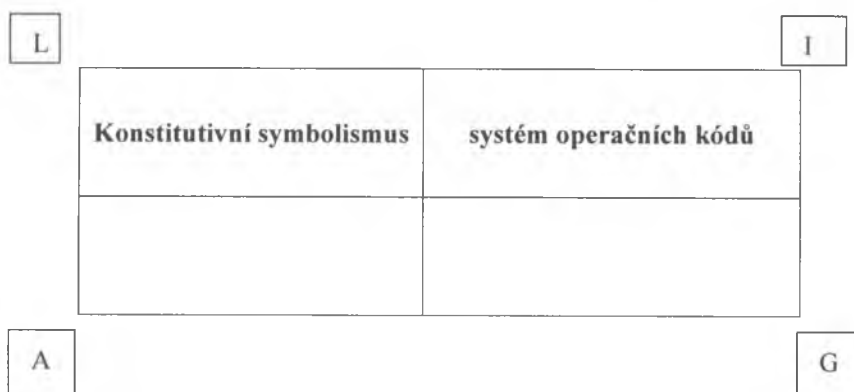 L
I
Konstitutivní symbolismus
systém operačních kódů
A
G